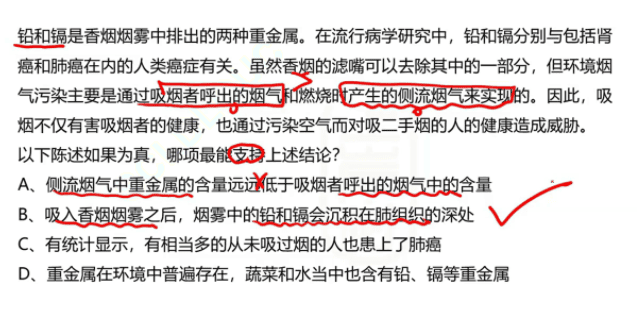 铅和镉是香烟烟雾中排出的两种重金属。在流行病学研究中，铅和镉分别与包括肾
癌和肺癌在内的人类癌症有关。虽然香烟的滤嘴可以去除其中的一部分，但环境烟
气污染主要是通过吸烟者呼出的烟气和燃烧时产生的侧流烟气来实现的。因此，吸
烟不仅有害吸烟者的健康，也通过污染空气而对吸二手烟的人的健康造成威胁。
以下陈述如果为真，哪项最能支持上述结论？
A、侧流烟气中重金属的含量远远低于吸烟者呼出的烟气中的含量
B、吸入香烟烟雾之后，烟雾中的铅和镉会沉积在肺组织的深处
C、有统计显示，有相当多的从未吸过烟的人也患上了肺癌
D、重金属在环境中普遍存在，蔬菜和水当中也含有铅、镉等重金属